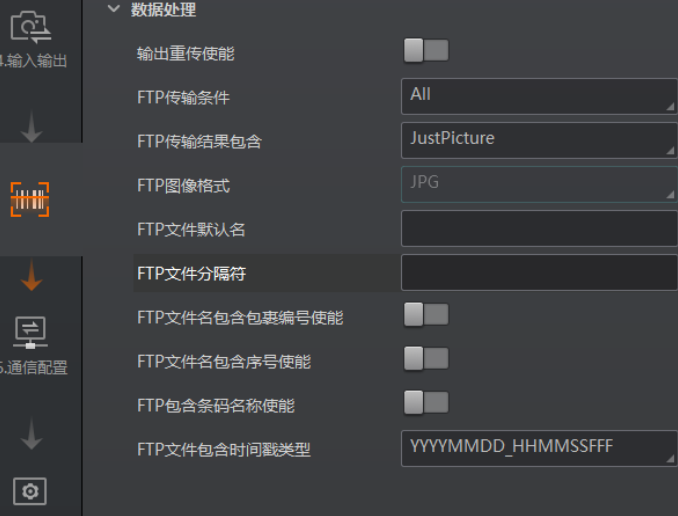 数据处理
4.输入输出
输出重传使能
FTP传输条件
All
FTP传输结果包含
JustPicture
FTP图像格式
JPG
FTP文件默认名
FTP文件分隔符
FTP文件名包含包裹编号使能
5.通信配置
FTP文件名包含序号使能
FTP包含条码名称使能
FTP文件包含时间戳类型
YYYYMMDD_HHMMSSFFF